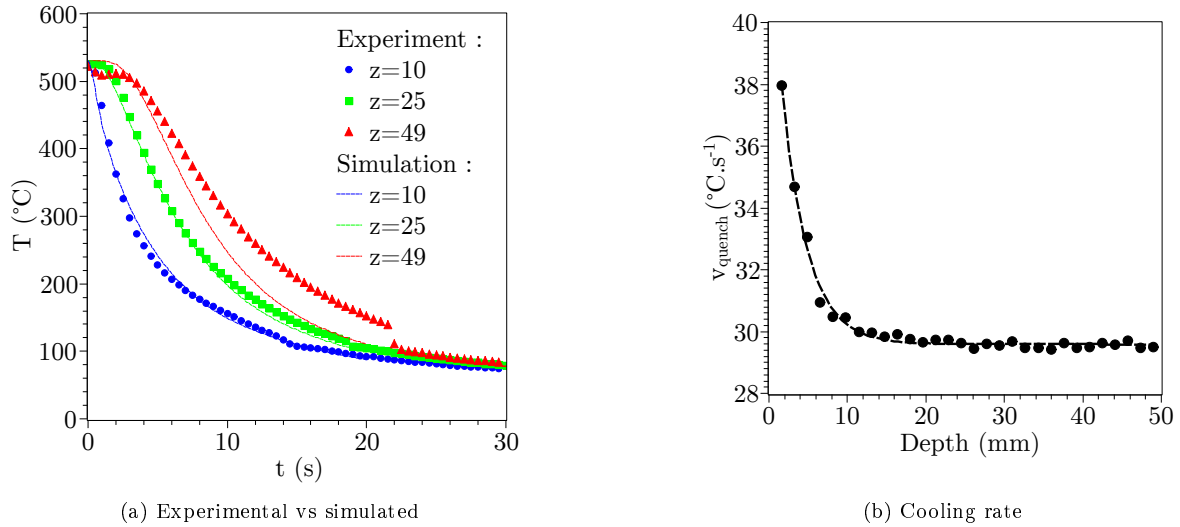 600
500
400
300
200
100
0
T (°C)
0
10
20
30
t (s)
Experiment :
z=10
z=25
z=49
Simulation :
z=10
z=25
z=49
(a) Experimental vs simulated
40
38
36
34
32
30
28
v_quench (°C.s⁻¹)
0
10
20
30
40
50
Depth (mm)
(b) Cooling rate